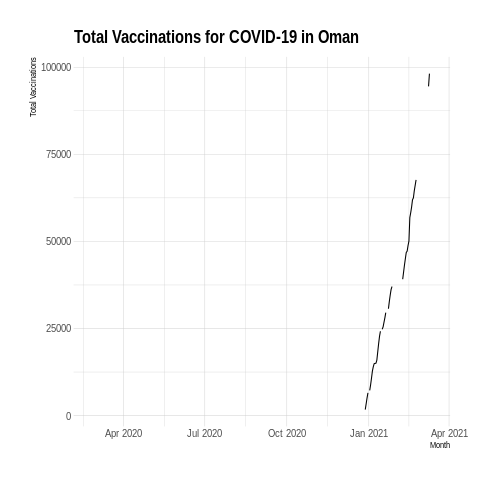 Total Vaccinations for COVID-19 in Oman
Total Vaccinations
100000
75000
50000
25000
0
Apr 2020
Jul 2020
Oct 2020
Jan 2021
Apr 2021
Month